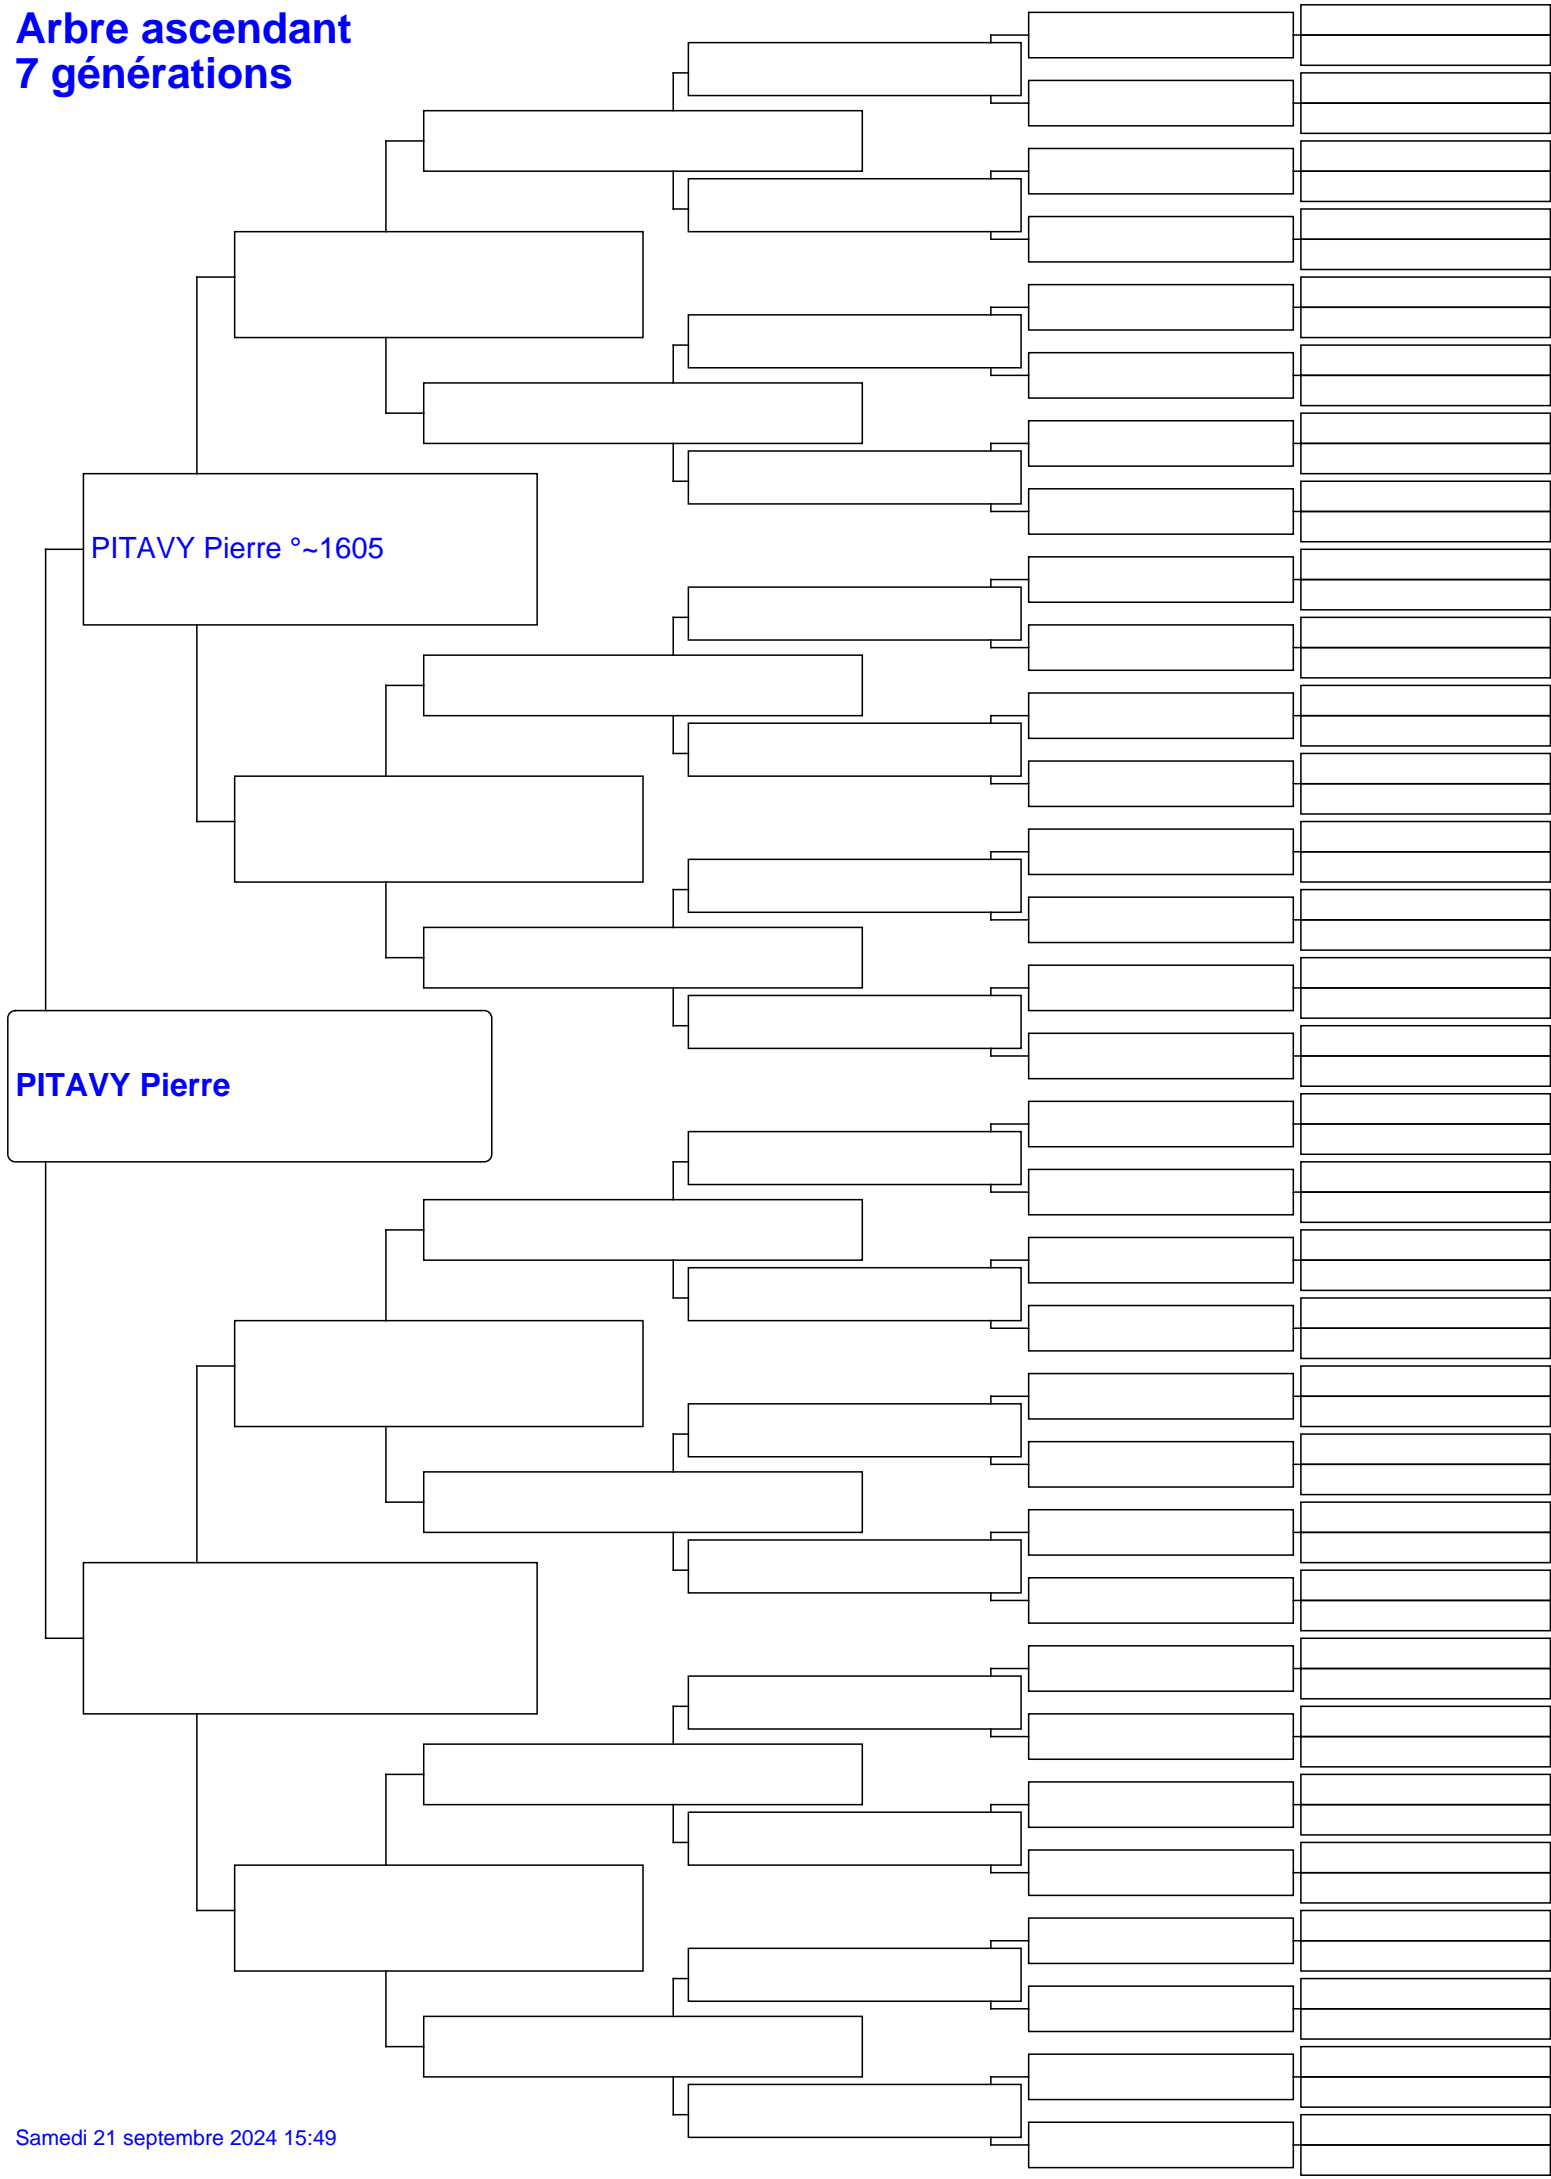 Arbre ascendant
7 générations
PITAVY Pierre °~1605
PITAVY Pierre
Samedi 21 septembre 2024 15:49